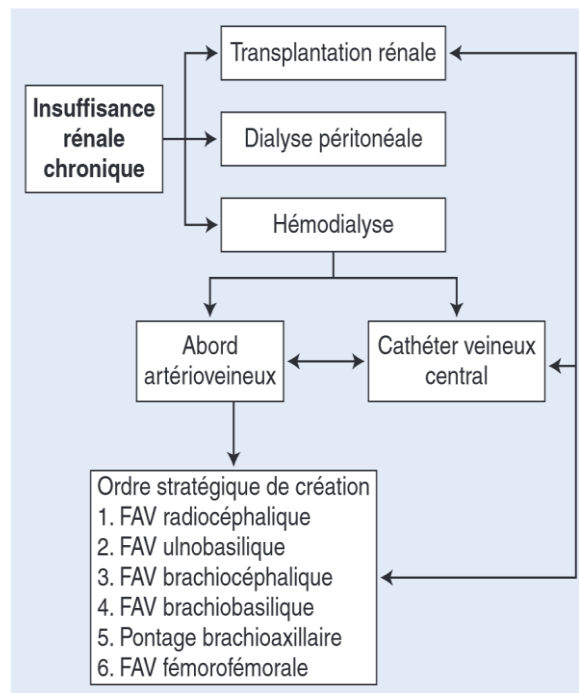 Transplantation rénale
Insuffisance
rénale
chronique
Dialyse péritonéale
Hémodialyse
Abord
artérioveineux
Cathéter veineux
central
Ordre stratégique de création
1. FAV radiocéphalique
2. FAV ulnobasilique
3. FAV brachiocéphalique
4. FAV brachiobasilique
5. Pontage brachioaxillaire
6. FAV fémorofémorale